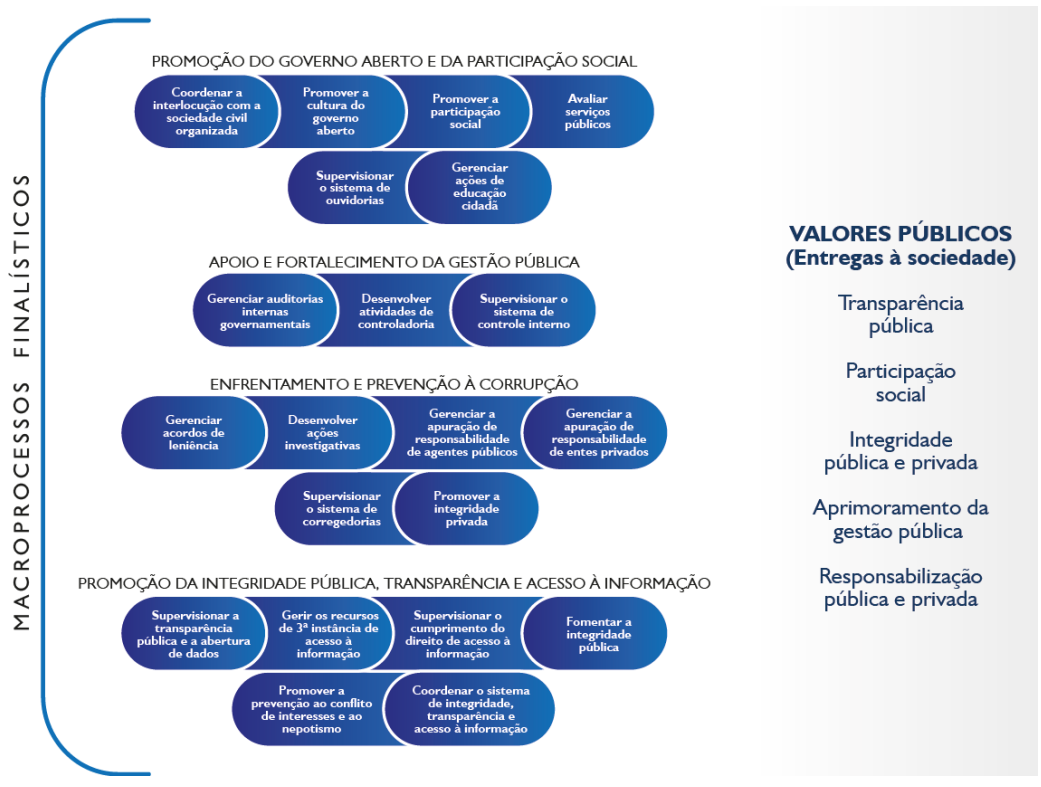 MACROPROCESSOS FINALÍSTICOS
PROMOÇÃO DO GOVERNO ABERTO E DA PARTICIPAÇÃO SOCIAL
Coordenar a
interlocução com a
sociedade civil
organizada
Promover a
cultura do
governo
aberto
Promover a
participação
social
Avaliar
serviços
públicos
Supervisionar
o sistema de
ouvidorias
Gerenciar
ações de
educação
cidadã
APOIO E FORTALECIMENTO DA GESTÃO PÚBLICA
Gerenciar auditorias
internas
governamentais
Desenvolver
atividades de
controladoria
Supervisionar o
sistema de
controle interno
ENFRENTAMENTO E PREVENÇÃO À CORRUPÇÃO
Gerenciar
acordos de
leniência
Desenvolver
ações
investigativas
Gerenciar a
apuração de
responsabilidade
de agentes públicos
Gerenciar a
apuração de
responsabilidade
de entes privados
Supervisionar
o sistema de
corregedorias
Promover a
integridade
privada
PROMOÇÃO DA INTEGRIDADE PÚBLICA, TRANSPARÊNCIA E ACESSO À INFORMAÇÃO
Supervisionar a
transparência
pública e a abertura
de dados
Gerir os recursos
de 3ª instância de
acesso à
informação
Supervisionar o
cumprimento do
direito de acesso à
informação
Fomentar a
integridade
pública
Promover a
prevenção ao conflito
de interesses e ao
nepotismo
Coordenar o sistema
de integridade,
transparência e
acesso à informação
VALORES PÚBLICOS
(Entregas à sociedade)
Transparência
pública
Participação
social
Integridade
pública e privada
Aprimoramento da
gestão pública
Responsabilização
pública e privada